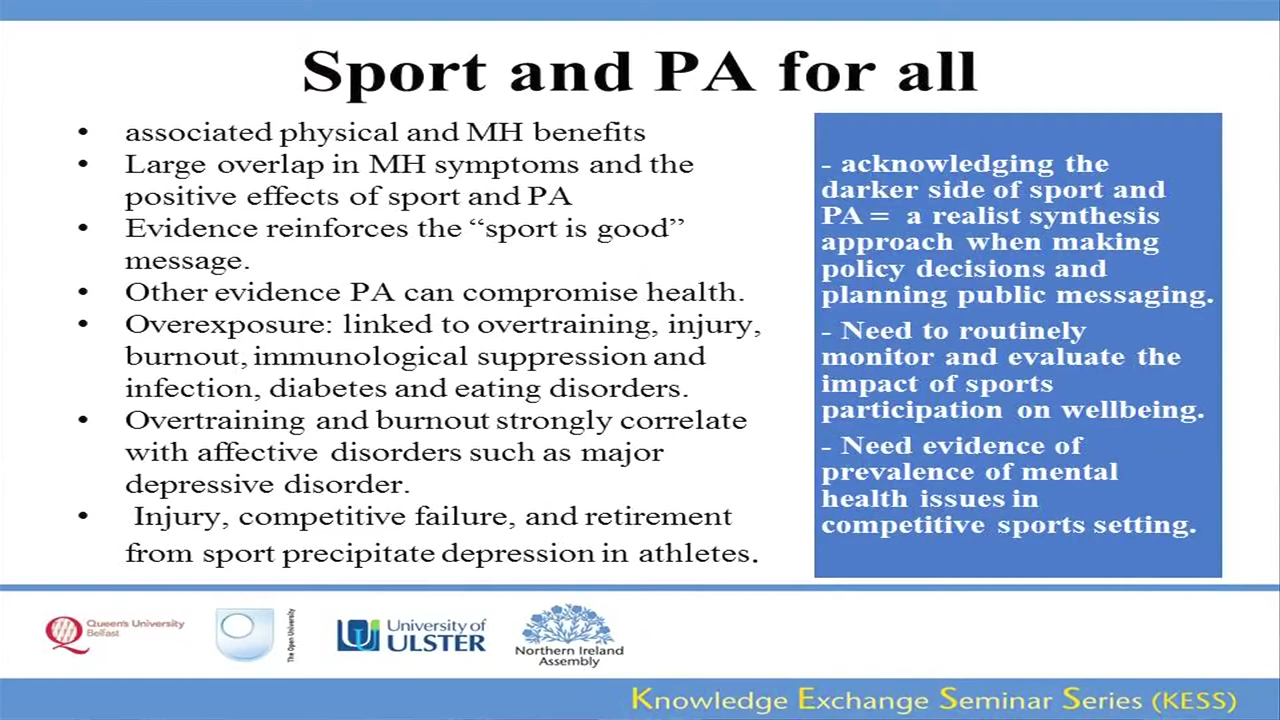 Sport and PA for all
• associated physical and MH benefits
• Large overlap in MH symptoms and the
positive effects of sport and PA
• Evidence reinforces the “sport is good”
message.
• Other evidence PA can compromise health.
• Overexposure: linked to overtraining, injury,
burnout, immunological suppression and
infection, diabetes and eating disorders.
• Overtraining and burnout strongly correlate
with affective disorders such as major
depressive disorder.
• Injury, competitive failure, and retirement
from sport precipitate depression in athletes.
- acknowledging the
darker side of sport and
PA = a realist synthesis
approach when making
policy decisions and
planning public messaging.
- Need to routinely
monitor and evaluate the
impact of sports
participation on wellbeing.
- Need evidence of
prevalence of mental
health issues in
competitive sports setting.
Queen's University
Belfast
The Open University
University of
ULSTER
Northern Ireland
Assembly
Knowledge Exchange Seminar Series (KESS)